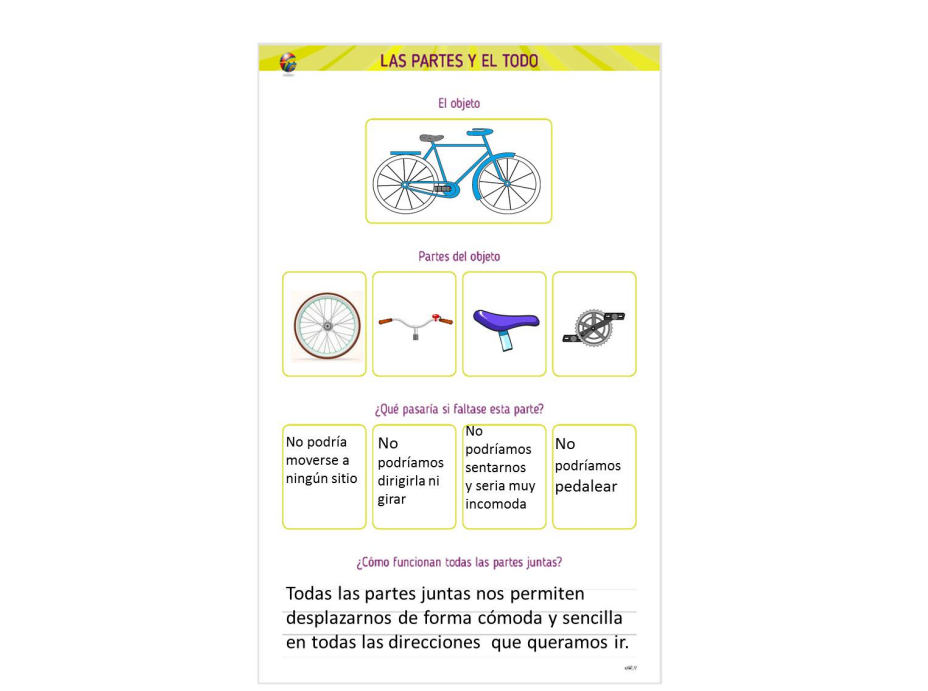 LAS PARTES Y EL TODO
El objeto
Partes del objeto
¿Qué pasaría si faltase esta parte?
No podría
moverse a
ningún sitio
No
podríamos
dirigirla ni
girar
No
podríamos
sentarnos
y seria muy
incomoda
No
podríamos
pedalear
¿Cómo funcionan todas las partes juntas?
Todas las partes juntas nos permiten
desplazarnos de forma cómoda y sencilla
en todas las direcciones que queramos ir.